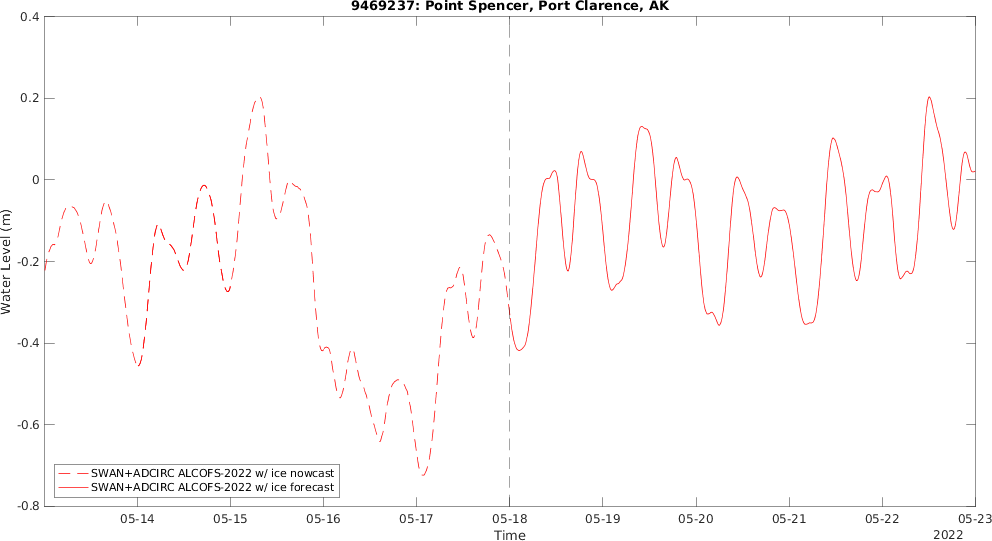 9469237: Point Spencer, Port Clarence, AK
0.4
0.2
0
-0.2
-0.4
-0.6
-0.8
Water Level (m)
SWAN+ADCIRC ALCOFS-2022 w/ ice nowcast
SWAN+ADCIRC ALCOFS-2022 w/ ice forecast
05-14 05-15 05-16 05-17 05-18 05-19 05-20 05-21 05-22 05-23
Time
2022